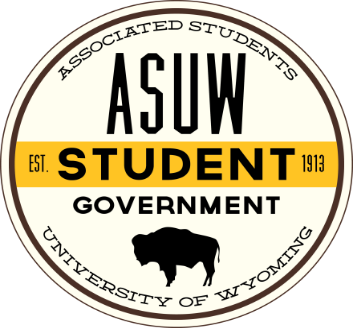 ASSOCIATED STUDENTS
ASUW
EST. STUDENT 1913
GOVERNMENT
UNIVERSITY OF WYOMING